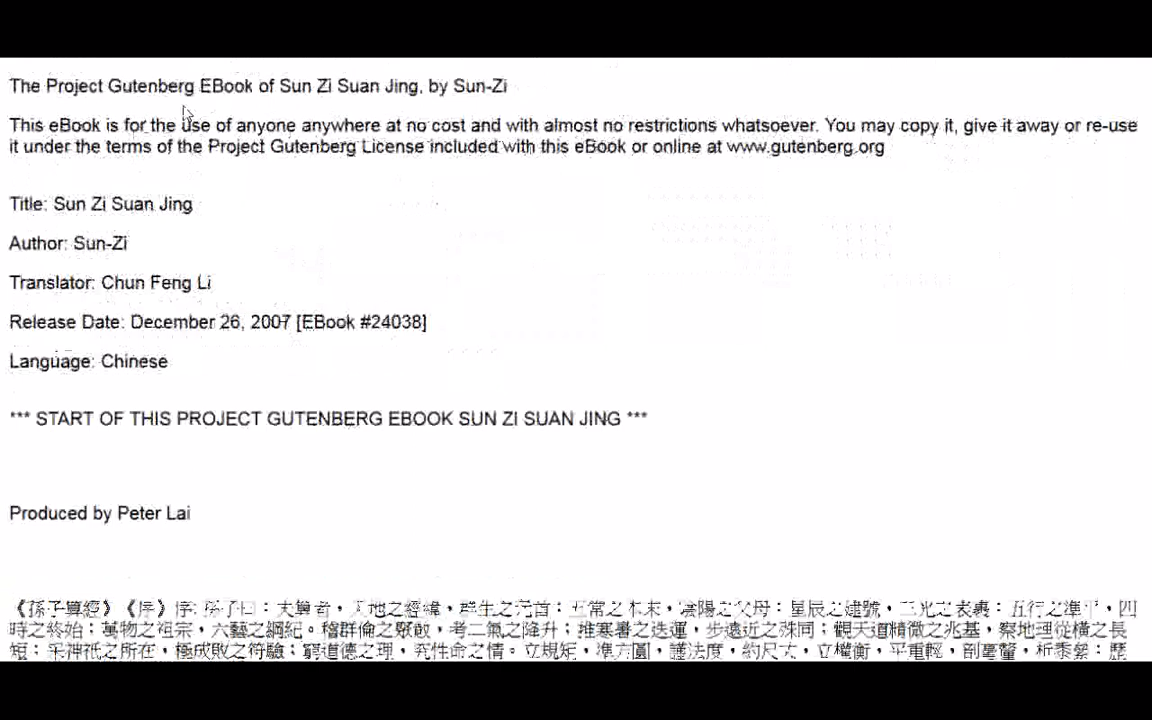 The Project Gutenberg EBook of Sun Zi Suan Jing, by Sun-Zi
This eBook is for the use of anyone anywhere at no cost and with almost no restrictions whatsoever. You may copy it, give it away or re-use
it under the terms of the Project Gutenberg License included with this eBook or online at www.gutenberg.org
Title: Sun Zi Suan Jing
Author: Sun-Zi
Translator: Chun Feng Li
Release Date: December 26, 2007 [EBook #24038]
Language: Chinese
*** START OF THIS PROJECT GUTENBERG EBOOK SUN ZI SUAN JING ***
Produced by Peter Lai
《孫子算經》《序》序: 孫子曰：夫算者，天地之經緯，群生之元首；五常之本末，陰陽之父母；星辰之建號，三光之表裹；五行之準平，四
時之終始；萬物之祖宗，六藝之綱紀。稽群倫之聚散，考二氣之降升；推寒暑之迭運，步遠近之殊同；觀天道精微之兆基，察地理從橫之長
短；采神祇之所在，極成敗之符驗；窮道德之理，究性命之情。立規矩，準方圓，謹法度，約尺丈，立權衡，平重輕，剖毫釐，析黍絫；歷